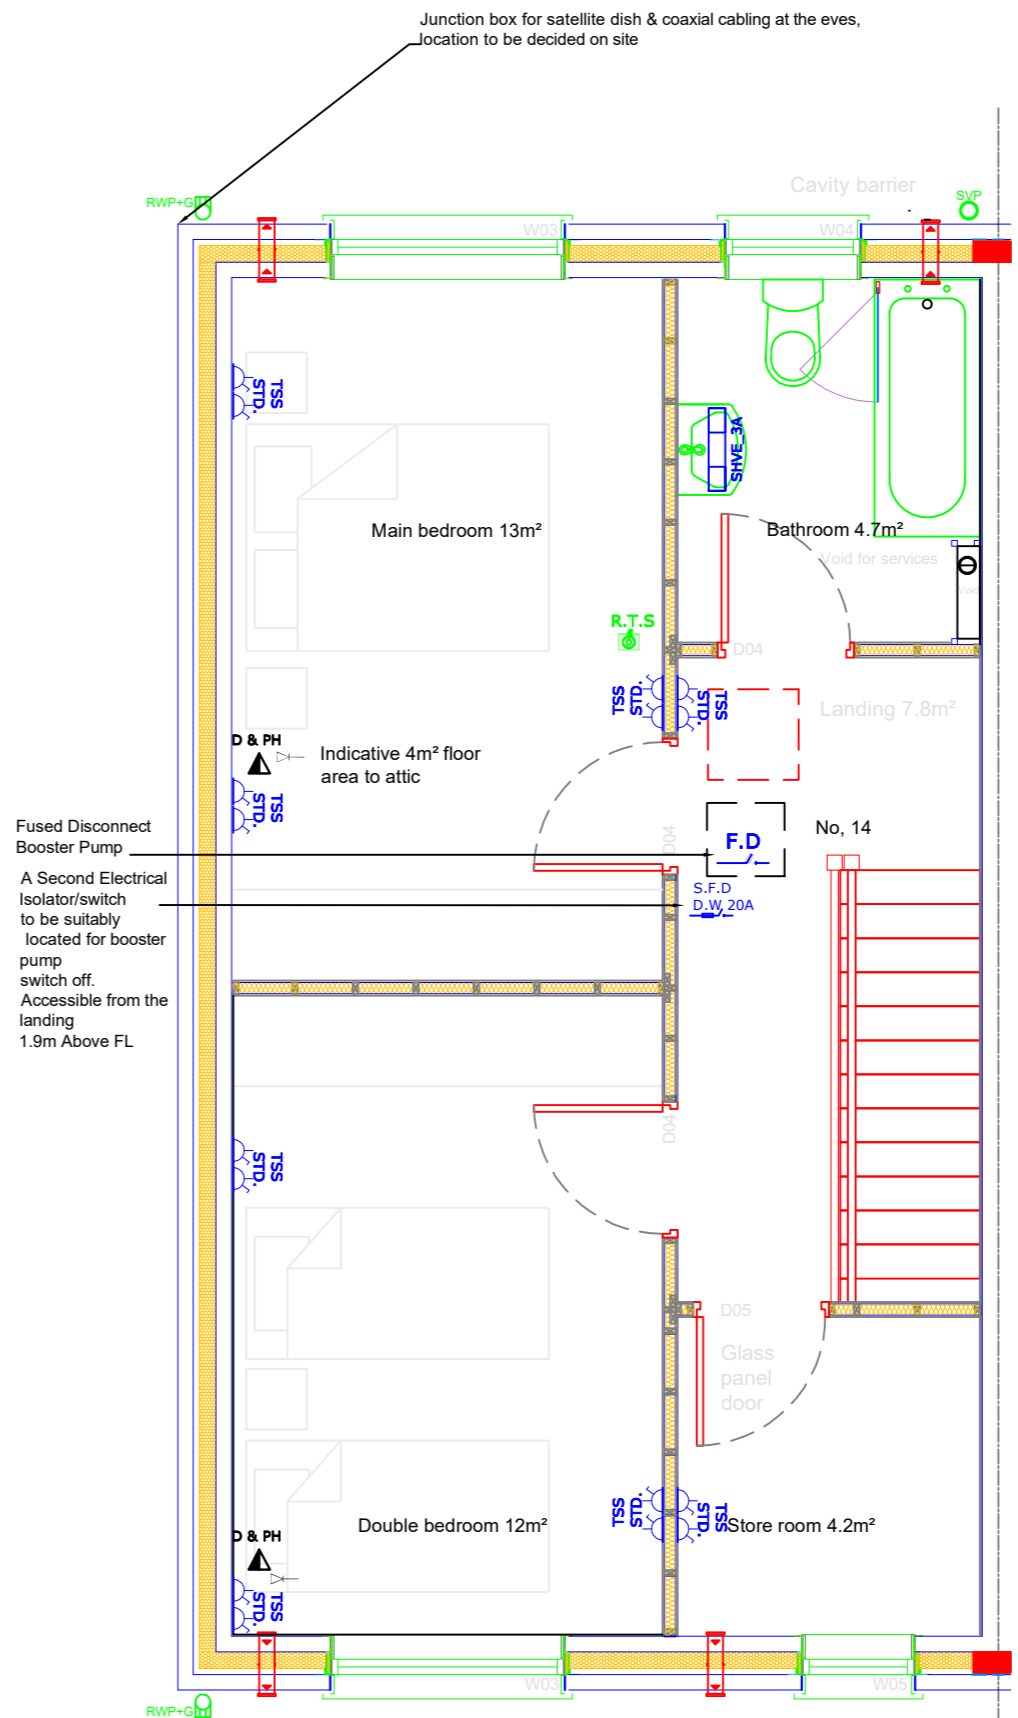 Junction box for satellite dish & coaxial cabling at the eves,
location to be decided on site
Cavity barrier
RWP+G
SVP
W03
W04
TSS
STD.
SHVE_3A
Main bedroom 13m²
Bathroom 4.7m²
Void for services
Void
R.T.S
D04
TSS
STD.
TSS
STD.
Landing 7.8m²
D & PH
Indicative 4m² floor
area to attic
TSS
STD.
Fused Disconnect
Booster Pump
F.D
No, 14
D04
A Second Electrical
Isolator/switch
to be suitably
located for booster
pump
switch off.
Accessible from the
landing
1.9m Above FL
S.F.D
D.W 20A
D04
TSS
STD.
D05
Glass
panel
door
TSS
STD.
TSS
STD.
Double bedroom 12m²
Store room 4.2m²
D & PH
TSS
STD.
W03
W05
RWP+G